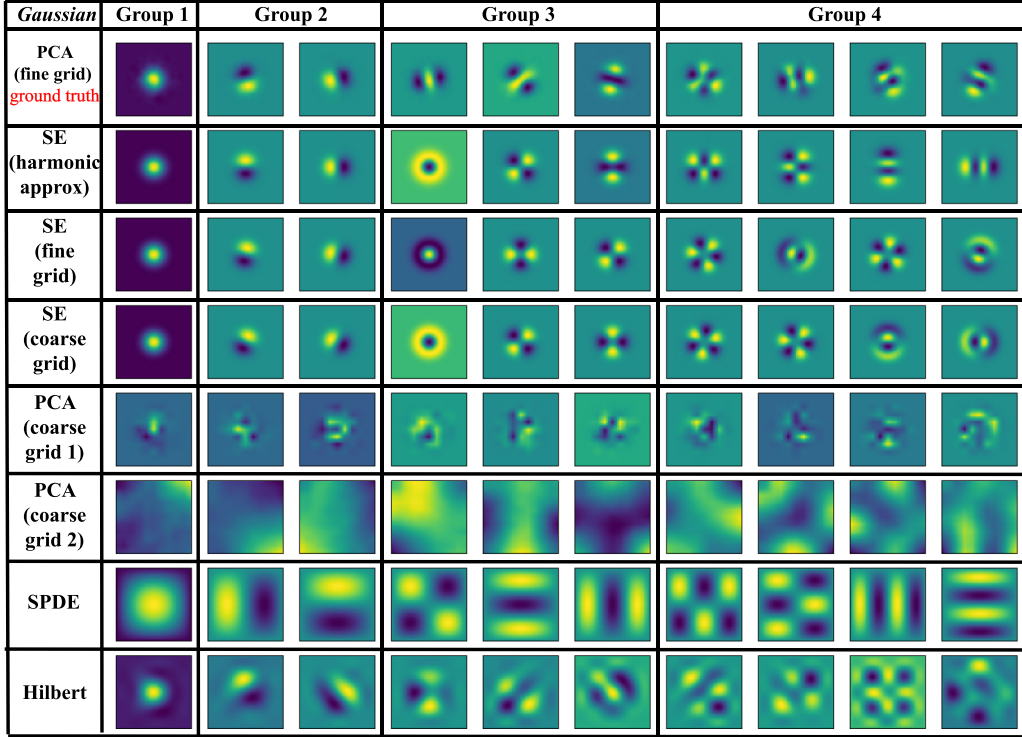 Gaussian Group 1 Group 2 Group 3 Group 4
PCA
(fine grid)
ground truth
SE
(harmonic
approx)
SE
(fine
grid)
SE
(coarse
grid)
PCA
(coarse
grid 1)
PCA
(coarse
grid 2)
SPDE
Hilbert